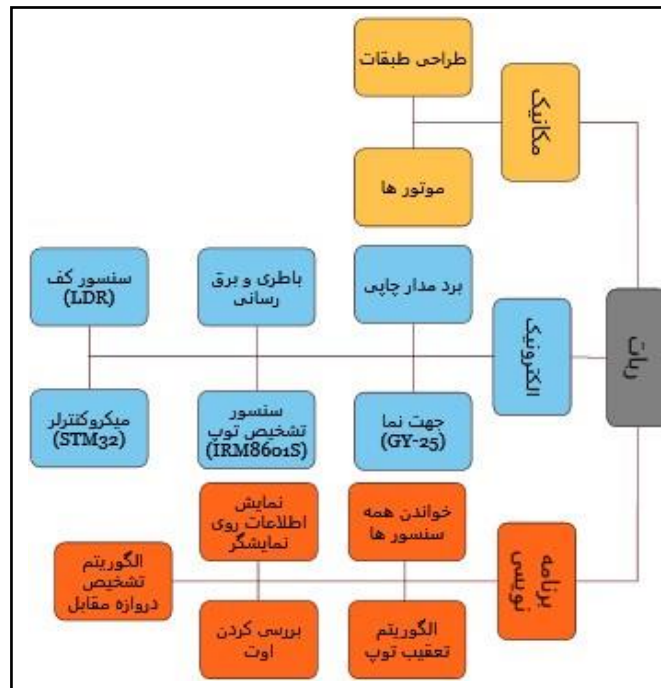 ربات
مکانیک
طراحی طبقات
موتور ها
الکترونیک
برد مدار چاپی
باطری و برق
رسانی
سنسور کف
(LDR)
جهت نما
(GY-25)
سنسور
تشخیص توپ
(IRM8601S)
میکروکنترلر
(STM32)
برنامه
نویسی
خواندن همه
سنسور ها
نمایش
اطلاعات روی
نمایشگر
الگوریتم
تعقیب توپ
بررسی کردن
اوت
الگوریتم
تشخیص
دروازه مقابل